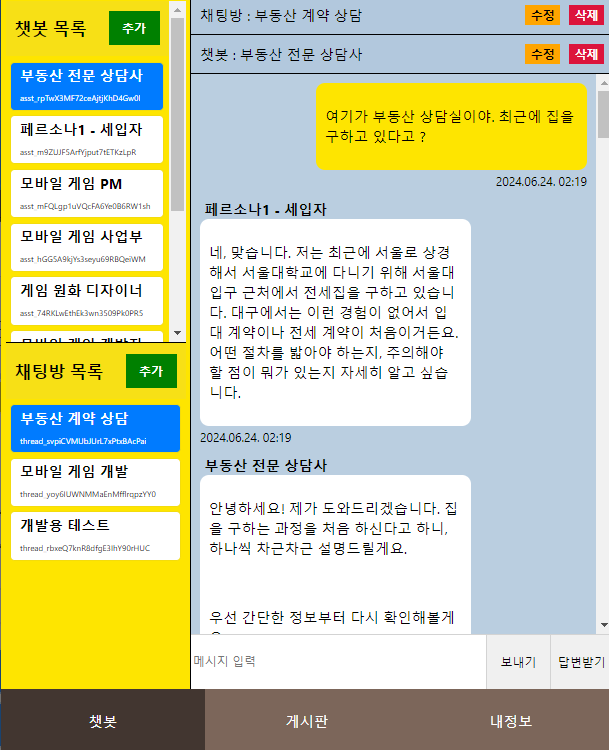 챗봇 목록
추가
부동산 전문 상담사
asst_rpTwX3MF72ceAjtjKhD4Gw0l
페르소나1 - 세입자
asst_m9ZUJF5ArfYjput7tETKzLpR
모바일 게임 PM
asst_mFQLgp1uVQcFA6Ye0B6RW1sh
모바일 게임 사업부
asst_hGG5A9kjYs3seyu69RBQeiWM
게임 원화 디자이너
asst_74RKLwEthEk3wn3509Pk0PRS
채팅방 목록
추가
부동산 계약 상담
thread_svpiCVMUbJUrL7xPtxBAcPai
모바일 게임 개발
thread_yoy6lUWNMMaEnMfflrqpzYY0
개발용 테스트
thread_rbxeQ7knR8dfgE3IhY90rHUC
채팅방 : 부동산 계약 상담
수정
삭제
챗봇 : 부동산 전문 상담사
수정
삭제
여기가 부동산 상담실이야. 최근에 집을
구하고 있다고 ?
2024.06.24. 02:19
페르소나1 - 세입자
네, 맞습니다. 저는 최근에 서울로 상경
해서 서울대학교에 다니기 위해 서울대
입구 근처에서 전세집을 구하고 있습니
다. 대구에서는 이런 경험이 없어서 입
대 계약이나 전세 계약이 처음이거든요.
어떤 절차를 밟아야 하는지, 주의해야
할 점이 뭐가 있는지 자세히 알고 싶습
니다.
2024.06.24. 02:19
부동산 전문 상담사
안녕하세요! 제가 도와드리겠습니다. 집
을 구하는 과정을 처음 하신다고 하니,
하나씩 차근차근 설명드릴게요.
우선 간단한 정보부터 다시 확인해볼게
메시지 입력
보내기
답변받기
챗봇
게시판
내정보